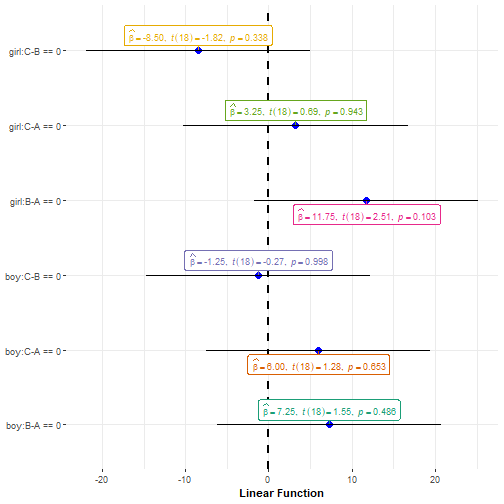 girl:C-B == 0
β̂ = -8.50, t(18) = -1.82, p = 0.338
girl:C-A == 0
β̂ = 3.25, t(18) = 0.69, p = 0.943
girl:B-A == 0
β̂ = 11.75, t(18) = 2.51, p = 0.103
boy:C-B == 0
β̂ = -1.25, t(18) = -0.27, p = 0.998
boy:C-A == 0
β̂ = 6.00, t(18) = 1.28, p = 0.653
boy:B-A == 0
β̂ = 7.25, t(18) = 1.55, p = 0.486
-20 -10 0 10 20
Linear Function